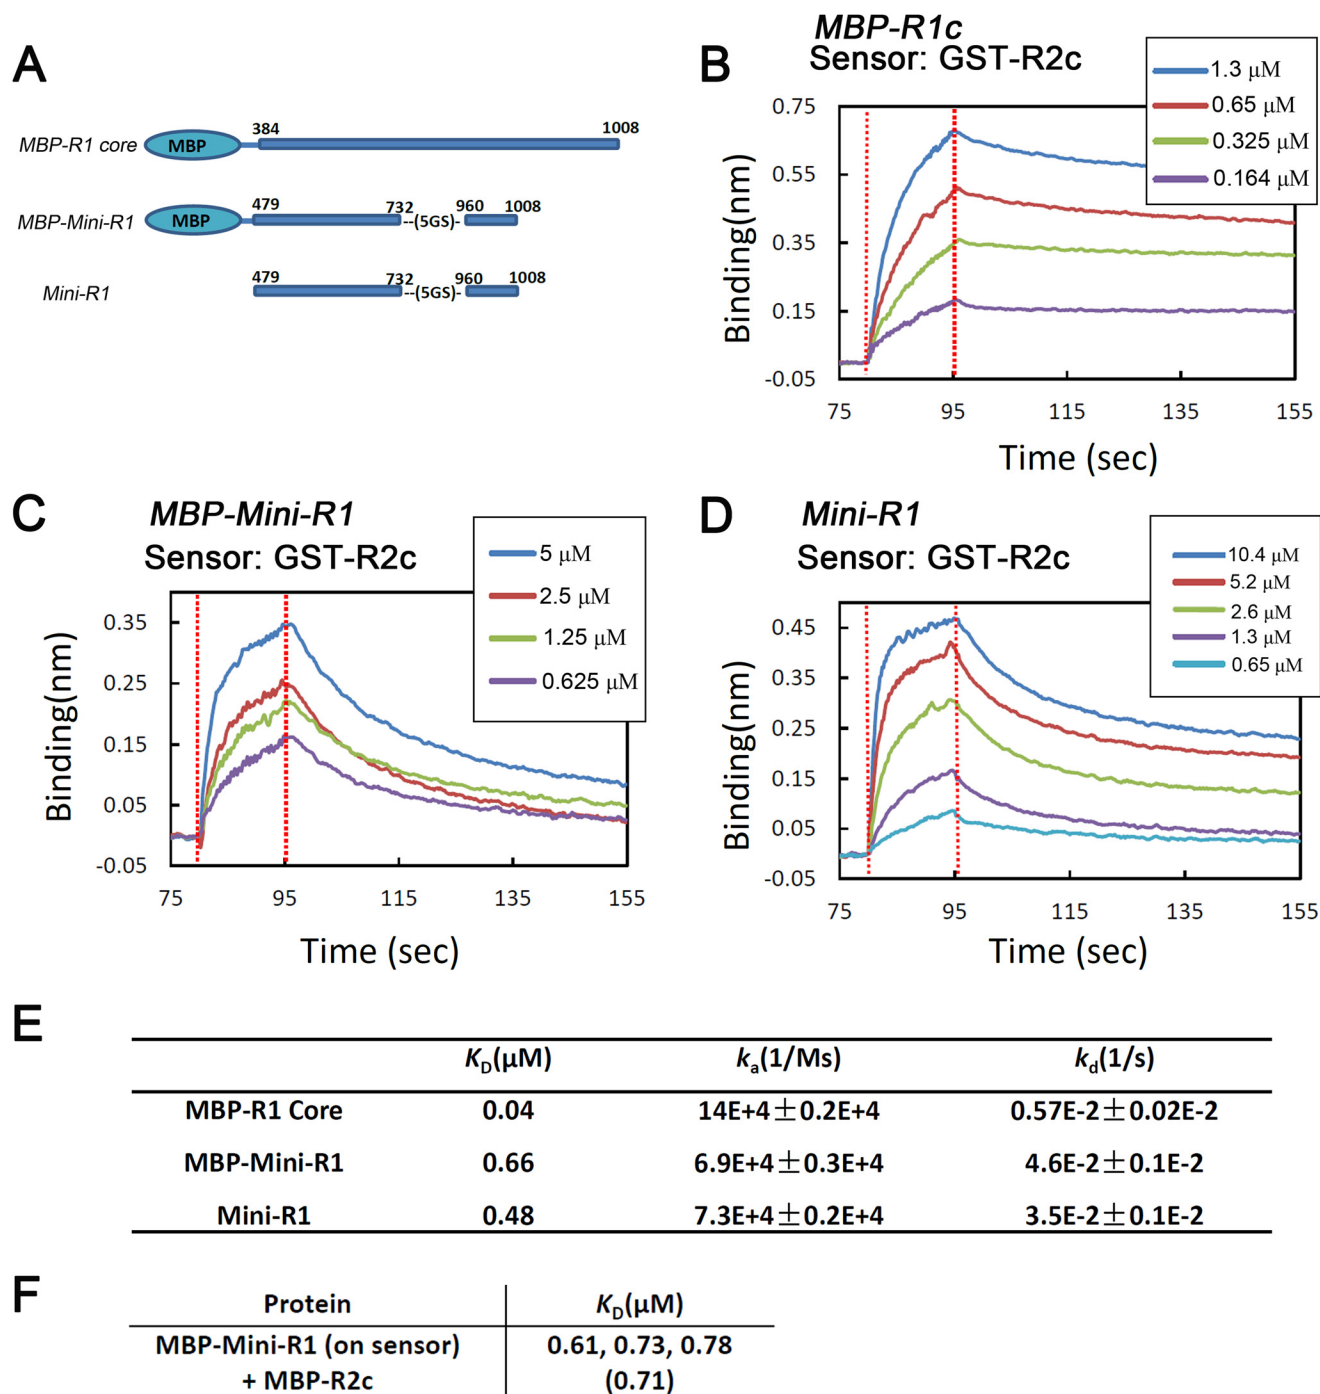 A
MBP-R1 core
MBP
384
1008
MBP-Mini-R1
MBP
479
732
--(5GS)-
960
1008
Mini-R1
479
732
--(5GS)-
960
1008
B
MBP-R1c
Sensor: GST-R2c
1.3 μM
0.65 μM
0.325 μM
0.164 μM
Binding(nm)
0.75
0.55
0.35
0.15
-0.05
75
95
115
135
155
Time (sec)
C
MBP-Mini-R1
Sensor: GST-R2c
5 μM
2.5 μM
1.25 μM
0.625 μM
Binding(nm)
0.35
0.25
0.15
0.05
-0.05
75
95
115
135
155
Time (sec)
D
Mini-R1
Sensor: GST-R2c
10.4 μM
5.2 μM
2.6 μM
1.3 μM
0.65 μM
Binding(nm)
0.45
0.35
0.25
0.15
0.05
-0.05
75
95
115
135
155
Time (sec)
E
KD(μM) ka(1/Ms) kd(1/s)
MBP-R1 Core 0.04 14E+4±0.2E+4 0.57E-2±0.02E-2
MBP-Mini-R1 0.66 6.9E+4±0.3E+4 4.6E-2±0.1E-2
Mini-R1 0.48 7.3E+4±0.2E+4 3.5E-2±0.1E-2
F
Protein KD(μM)
MBP-Mini-R1 (on sensor) 0.61, 0.73, 0.78
+ MBP-R2c (0.71)